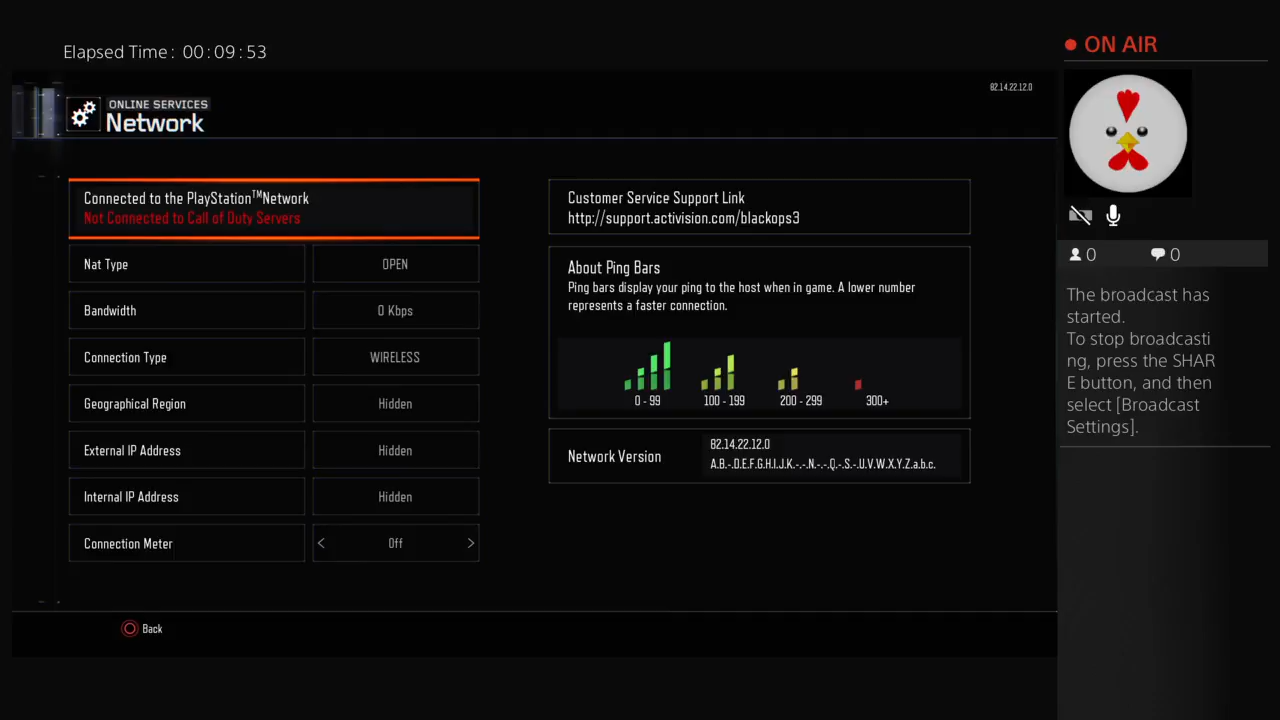 Elapsed Time: 00:09:53
ON AIR
82.14.22.12.0
ONLINE SERVICES
Network
Connected to the PlayStation™Network
Not Connected to Call of Duty Servers
Nat Type OPEN
Bandwidth 0 Kbps
Connection Type WIRELESS
Geographical Region Hidden
External IP Address Hidden
Internal IP Address Hidden
Connection Meter < Off >
Customer Service Support Link
http://support.activision.com/blackops3
About Ping Bars
Ping bars display your ping to the host when in game. A lower number
represents a faster connection.
0 - 99 100 - 199 200 - 299 300+
Network Version
82.14.22.12.0
A.B.-.D.E.F.G.H.I.J.K.-.-.N.-.-.Q.-.S.-.U.V.W.X.Y.Z.a.b.c.
Back
0 0
The broadcast has
started.
To stop broadcasti
ng, press the SHAR
E button, and then
select [Broadcast
Settings].